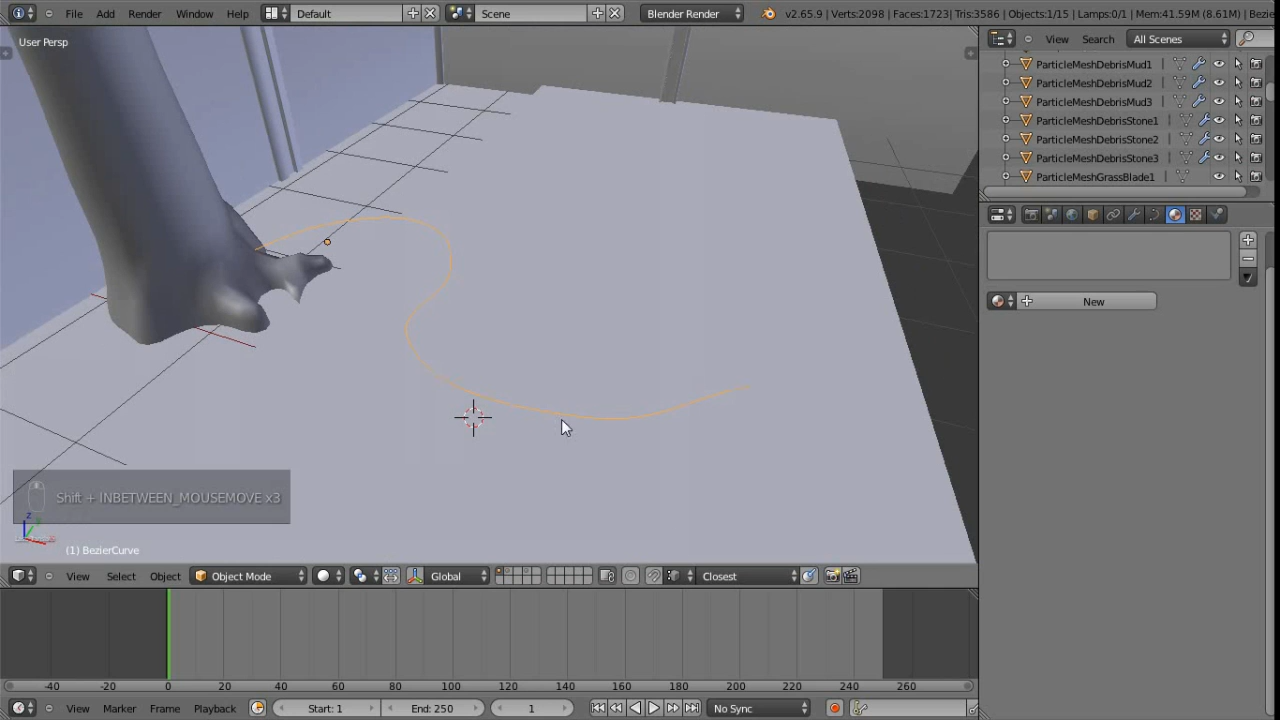 File Add Render Window Help Default Scene Blender Render v2.65.9 | Verts:2098 | Faces:1723| Tris:3586 | Objects:1/15 | Lamps:0/1 | Mem:41.59M (8.61M) | Bezie
User Persp
View Search All Scenes
ParticleMeshDebrisMud1
ParticleMeshDebrisMud2
ParticleMeshDebrisMud3
ParticleMeshDebrisStone1
ParticleMeshDebrisStone2
ParticleMeshDebrisStone3
ParticleMeshGrassBlade1
New
Shift + INBETWEEN_MOUSEMOVE x3
z
(1) BezierCurve
View Select Object Object Mode Global Closest
-40 -20 0 20 40 60 80 100 120 140 160 180 200 220 240 260
View Marker Frame Playback Start: 1 End: 250 1 No Sync